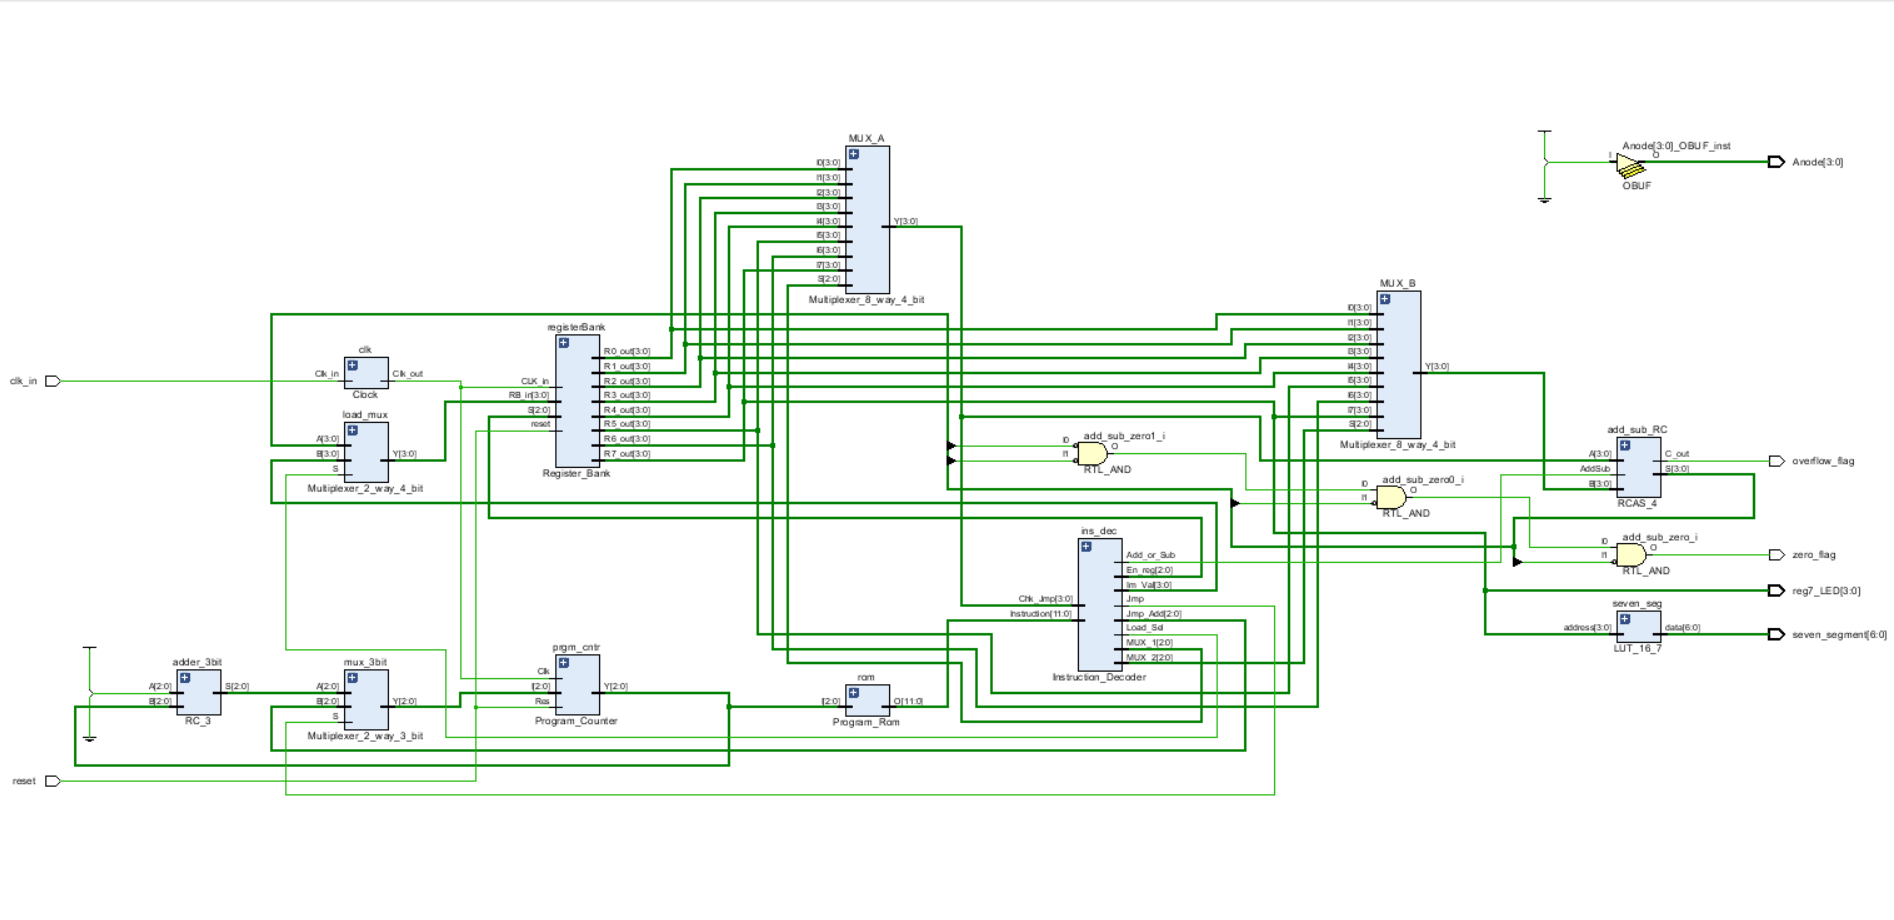 MUX_A
I0[3:0]
I1[3:0]
I2[3:0]
I3[3:0]
I4[3:0]
I5[3:0]
I6[3:0]
I7[3:0]
S[2:0]
Y[3:0]
Multiplexer_8_way_4_bit
Anode[3:0]_OBUF_inst
I
O
OBUF
Anode[3:0]
MUX_B
I0[3:0]
I1[3:0]
I2[3:0]
I3[3:0]
I4[3:0]
I5[3:0]
I6[3:0]
I7[3:0]
S[2:0]
Y[3:0]
Multiplexer_8_way_4_bit
registerBank
CLK_in
RB_in[3:0]
S[2:0]
reset
R0_out[3:0]
R1_out[3:0]
R2_out[3:0]
R3_out[3:0]
R4_out[3:0]
R5_out[3:0]
R6_out[3:0]
R7_out[3:0]
Register_Bank
clk_in
clk
Clk_in
Clk_out
Clock
load_mux
A[3:0]
B[3:0]
S
Y[3:0]
Multiplexer_2_way_4_bit
add_sub_zero1_i
I0
I1
O
RTL_AND
add_sub_zero0_i
I0
I1
O
RTL_AND
add_sub_RC
A[3:0]
AddSub
B[3:0]
C_out
S[3:0]
RCAS_4
overflow_flag
add_sub_zero_i
I0
I1
O
RTL_AND
zero_flag
reg7_LED[3:0]
seven_seg
address[3:0]
data[6:0]
LUT_16_7
seven_segment[6:0]
ins_dec
Chk_Jmp[3:0]
Instruction[11:0]
Add_or_Sub
En_reg[2:0]
Im_Val[3:0]
Jmp
Jmp_Add[2:0]
Load_Sel
MUX_1[2:0]
MUX_2[2:0]
Instruction_Decoder
adder_3bit
A[2:0]
B[2:0]
S[2:0]
RC_3
mux_3bit
A[2:0]
B[2:0]
S
Y[2:0]
Multiplexer_2_way_3_bit
prgm_cntr
Clk
I[2:0]
Res
Y[2:0]
Program_Counter
rom
I[2:0]
O[11:0]
Program_Rom
reset